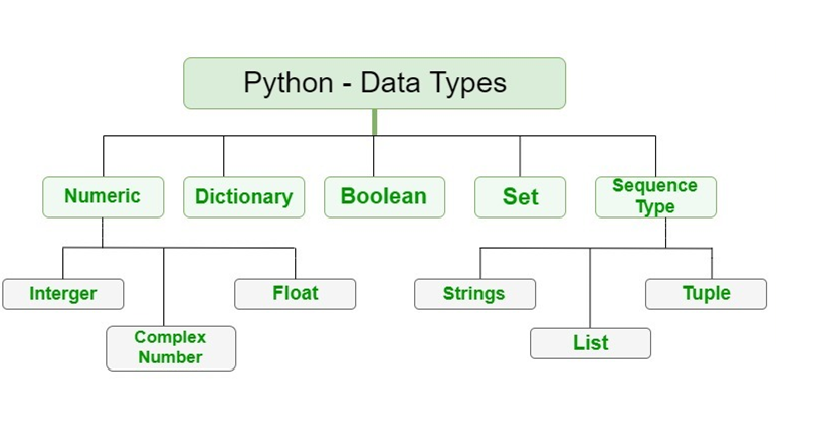 Python - Data Types
Numeric
Dictionary
Boolean
Set
Sequence
Type
Interger
Float
Strings
Tuple
Complex
Number
List